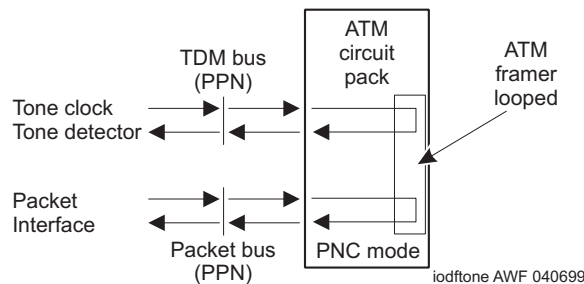 ATM
circuit
pack
TDM bus
(PPN)
ATM
framer
looped
Tone clock
Tone detector
Packet
Interface
Packet bus
(PPN)
PNC mode
iodftone AWF 040699